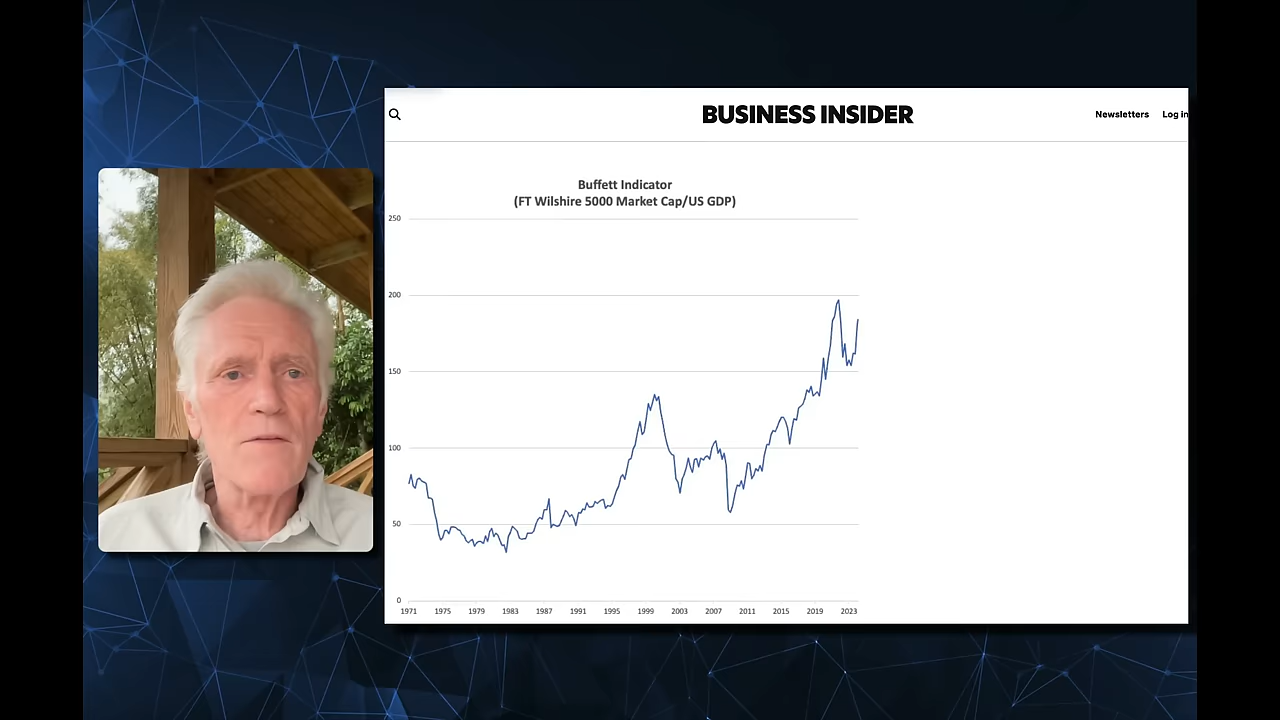 BUSINESS INSIDER
Newsletters Log in
Buffett Indicator
(FT Wilshire 5000 Market Cap/US GDP)
250
200
150
100
50
0
1971 1975 1979 1983 1987 1991 1995 1999 2003 2007 2011 2015 2019 2023